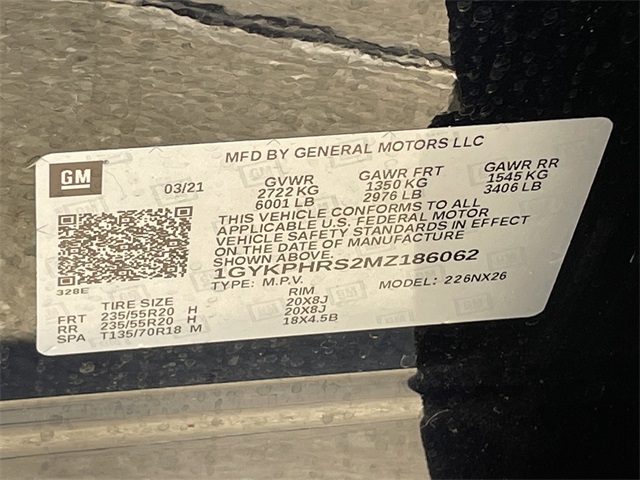 MFD BY GENERAL MOTORS LLC
GM
03/21
GVWR GAWR FRT GAWR RR
2722 KG 1350 KG 1545 KG
6001 LB 2976 LB 3406 LB
THIS VEHICLE CONFORMS TO ALL
APPLICABLE U.S. FEDERAL MOTOR
VEHICLE SAFETY STANDARDS IN EFFECT
ON THE DATE OF MANUFACTURE
SHOWN ABOVE.
1GYKPHRS2MZ186062
TYPE: M.P.V. MODEL: 226NX26
328E
TIRE SIZE RIM
FRT 235/55R20 H 20X8J
RR 235/55R20 H 20X8J
SPA T135/70R18 M 18X4.5B